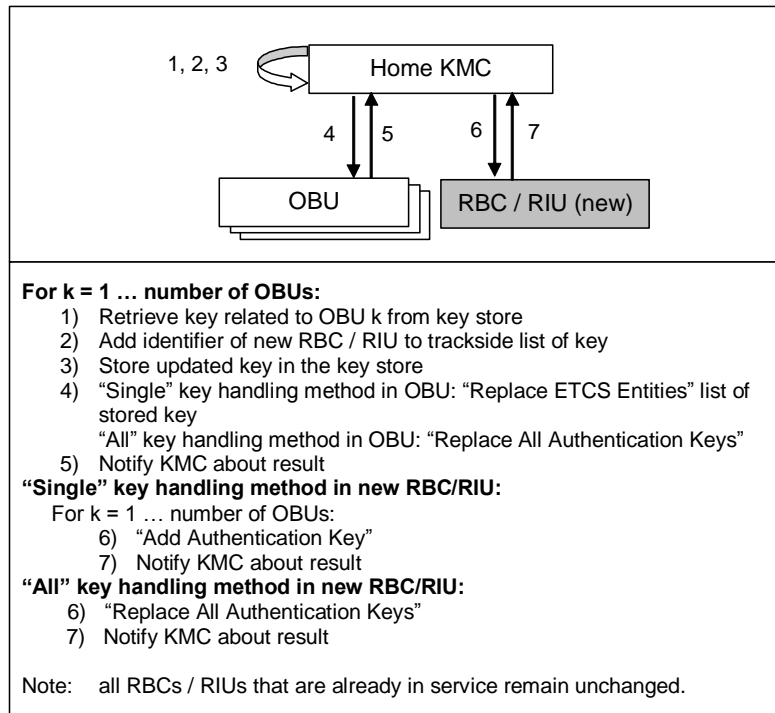 1, 2, 3
Home KMC
4
5
6
7
OBU
RBC / RIU (new)
For k = 1 … number of OBUs:
1) Retrieve key related to OBU k from key store
2) Add identifier of new RBC / RIU to trackside list of key
3) Store updated key in the key store
4) “Single” key handling method in OBU: “Replace ETCS Entities” list of
stored key
“All” key handling method in OBU: “Replace All Authentication Keys”
5) Notify KMC about result
“Single” key handling method in new RBC/RIU:
For k = 1 … number of OBUs:
6) “Add Authentication Key”
7) Notify KMC about result
“All” key handling method in new RBC/RIU:
6) “Replace All Authentication Keys”
7) Notify KMC about result
Note: all RBCs / RIUs that are already in service remain unchanged.